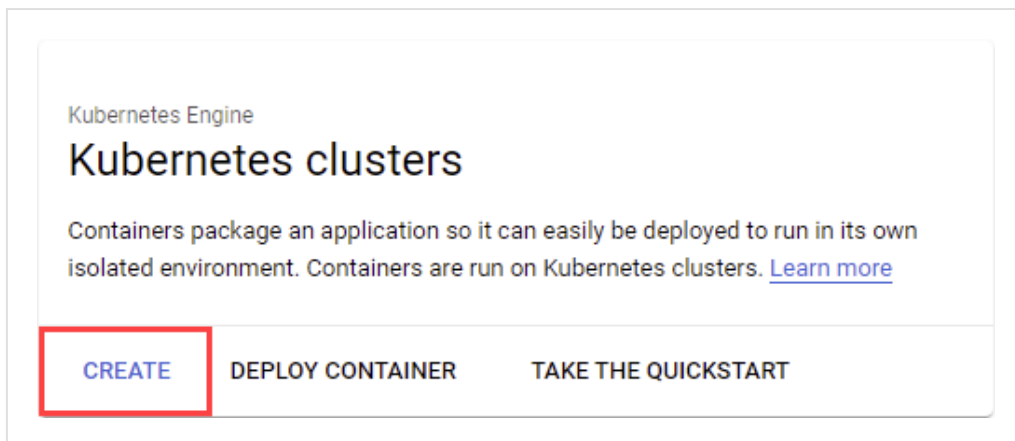 Kubernetes Engine
Kubernetes clusters
Containers package an application so it can easily be deployed to run in its own
isolated environment. Containers are run on Kubernetes clusters. Learn more
CREATE DEPLOY CONTAINER TAKE THE QUICKSTART